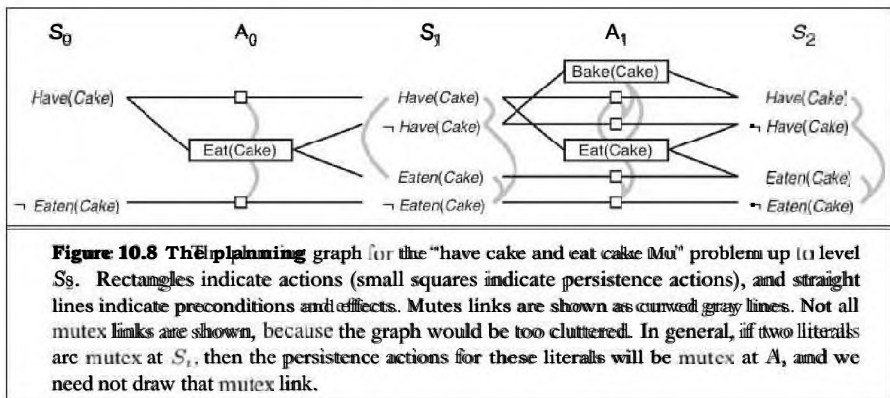 S₀ A₀ S₁ A₁ S₂
Bake(Cake)
Have(Cake) Have(Cake) Have(Cake)
¬ Have(Cake) ¬ Have(Cake)
Eat(Cake) Eat(Cake)
Eaten(Cake) Eaten(Cake)
¬ Eaten(Cake) ¬ Eaten(Cake) ¬ Eaten(Cake)
Figure 10.8 The planning graph for the "have cake and eat cake Mu" problem up to level
S₂. Rectangles indicate actions (small squares indicate persistence actions), and straight
lines indicate preconditions and effects. Mutes links are shown as curved gray lines. Not all
mutex links are shown, because the graph would be too cluttered. In general, if two literals
arc mutex at Sᵢ, then the persistence actions for these literals will be mutex at A, and we
need not draw that mutex link.